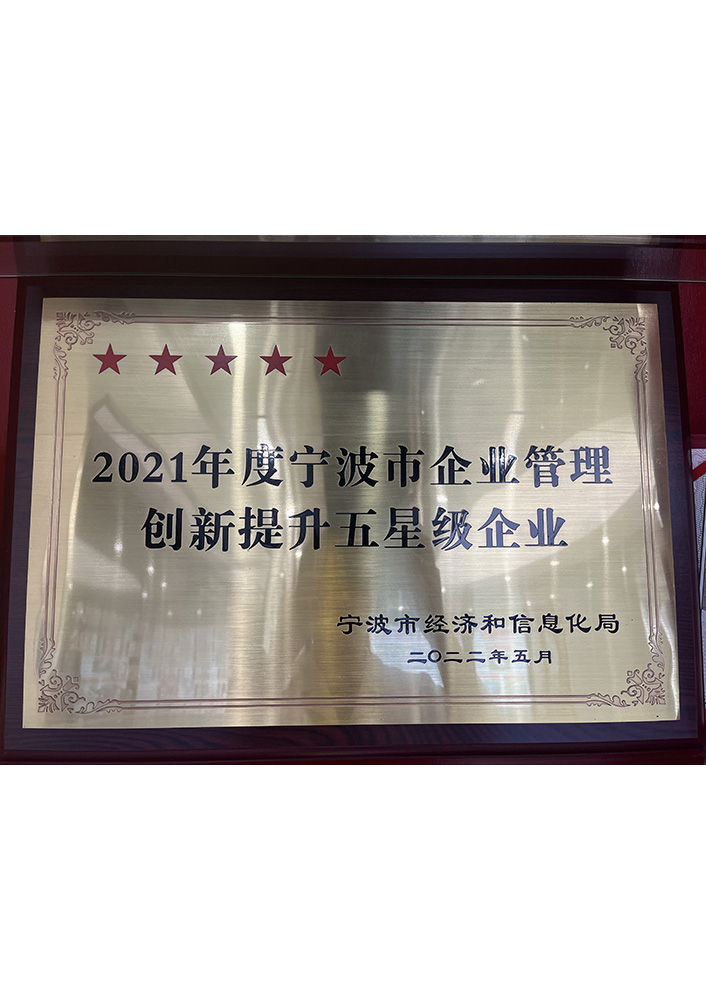 2021年度宁波市企业管理
创新提升五星级企业
宁波市经济和信息化局
二〇二二年五月